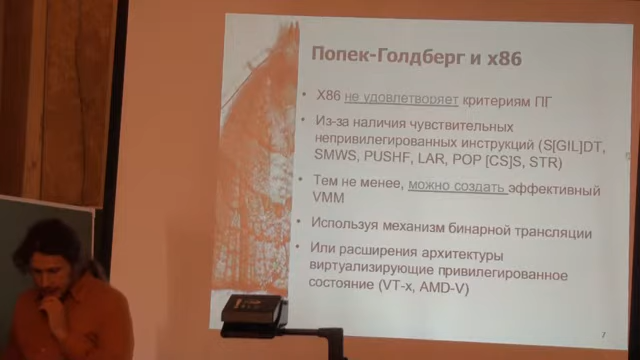 Попек-Голдберг и x86
• X86 не удовлетворяет критериям ПГ
• Из-за наличия чувствительных
непривилегированных инструкций (S[GIL]DT,
SMWS, PUSHF, LAR, POP [CS]S, STR)
• Тем не менее, можно создать эффективный
VMM
• Используя механизм бинарной трансляции
• Или расширения архитектуры
виртуализирующие привилегированное
состояние (VT-x, AMD-V)
7